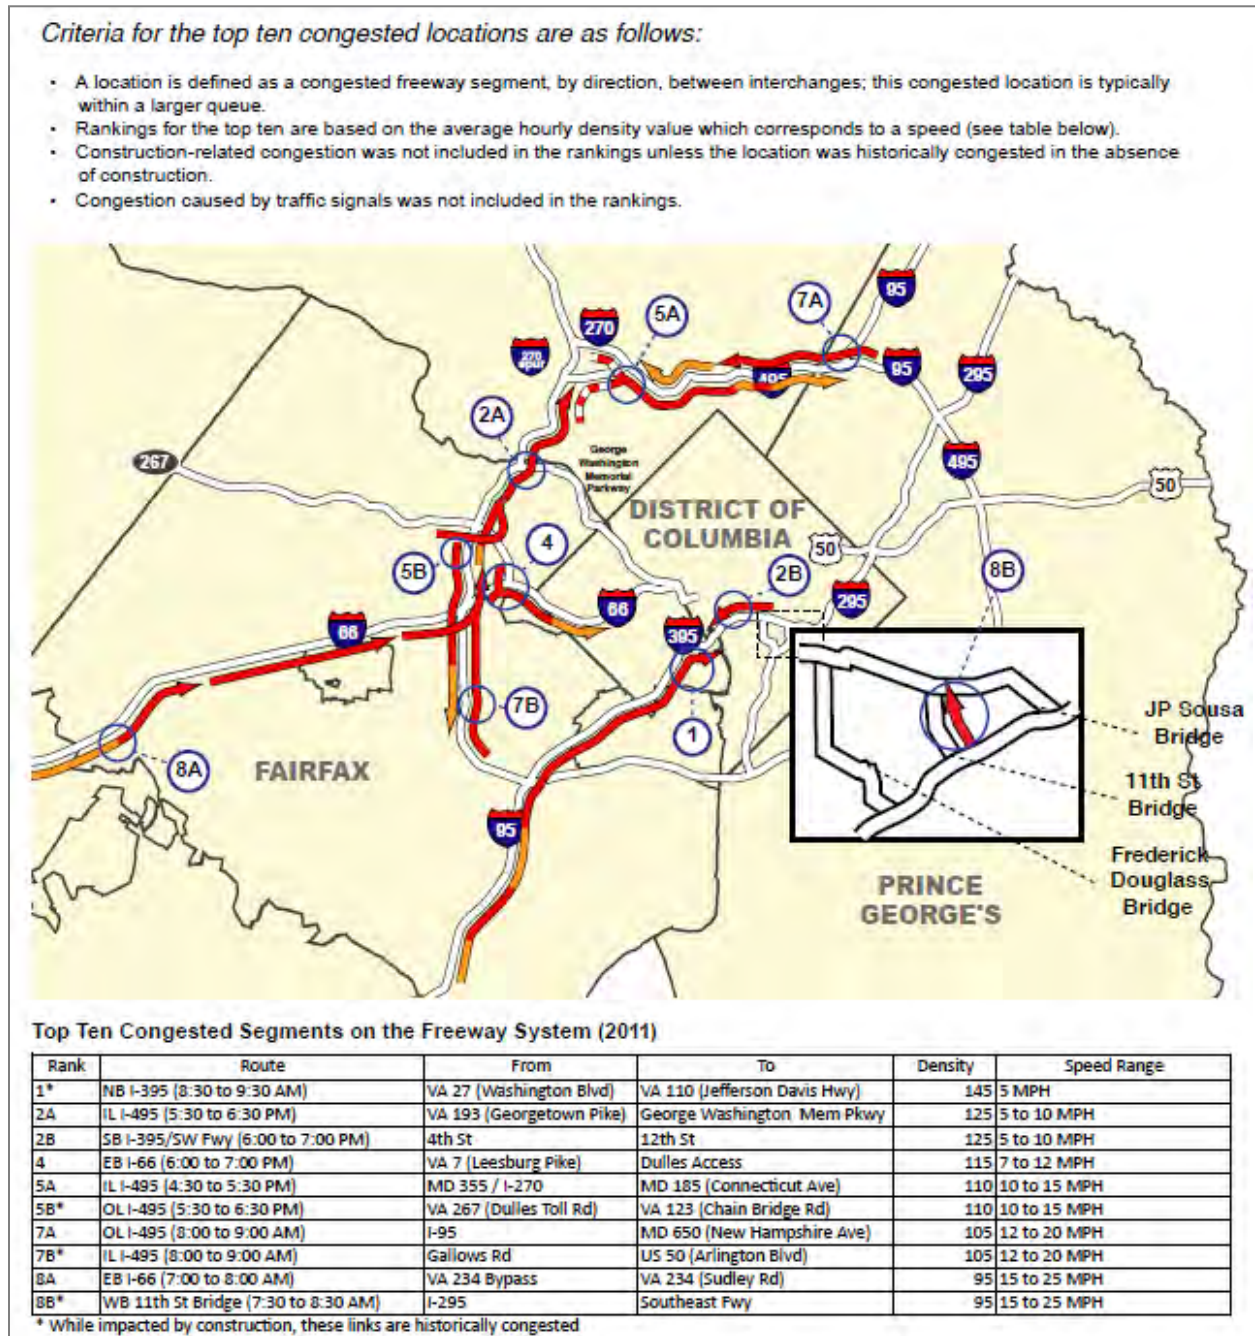 Criteria for the top ten congested locations are as follows:
• A location is defined as a congested freeway segment, by direction, between interchanges; this congested location is typically
within a larger queue.
• Rankings for the top ten are based on the average hourly density value which corresponds to a speed (see table below).
• Construction-related congestion was not included in the rankings unless the location was historically congested in the absence
of construction.
• Congestion caused by traffic signals was not included in the rankings.
95
7A
5A
270
270
spur
95
495
295
2A
George
Washington
Memorial
Parkway
267
495
50
DISTRICT OF
COLUMBIA
50
4
5B
2B
8B
66
295
66
395
7B
1
JP Sousa
Bridge
8A
FAIRFAX
11th St
Bridge
95
Frederick
Douglass
Bridge
PRINCE
GEORGE'S
Top Ten Congested Segments on the Freeway System (2011)
Rank Route From To Density Speed Range
1* NB I-395 (8:30 to 9:30 AM) VA 27 (Washington Blvd) VA 110 (Jefferson Davis Hwy) 145 5 MPH
2A IL I-495 (5:30 to 6:30 PM) VA 193 (Georgetown Pike) George Washington Mem Pkwy 125 5 to 10 MPH
2B SB I-395/SW Fwy (6:00 to 7:00 PM) 4th St 12th St 125 5 to 10 MPH
4 EB I-66 (6:00 to 7:00 PM) VA 7 (Leesburg Pike) Dulles Access 115 7 to 12 MPH
5A IL I-495 (4:30 to 5:30 PM) MD 355 / I-270 MD 185 (Connecticut Ave) 110 10 to 15 MPH
5B* OL I-495 (5:30 to 6:30 PM) VA 267 (Dulles Toll Rd) VA 123 (Chain Bridge Rd) 110 10 to 15 MPH
7A OL I-495 (8:00 to 9:00 AM) I-95 MD 650 (New Hampshire Ave) 105 12 to 20 MPH
7B* IL I-495 (8:00 to 9:00 AM) Gallows Rd US 50 (Arlington Blvd) 105 12 to 20 MPH
8A EB I-66 (7:00 to 8:00 AM) VA 234 Bypass VA 234 (Sudley Rd) 95 15 to 25 MPH
8B* WB 11th St Bridge (7:30 to 8:30 AM) I-295 Southeast Fwy 95 15 to 25 MPH
* While impacted by construction, these links are historically congested